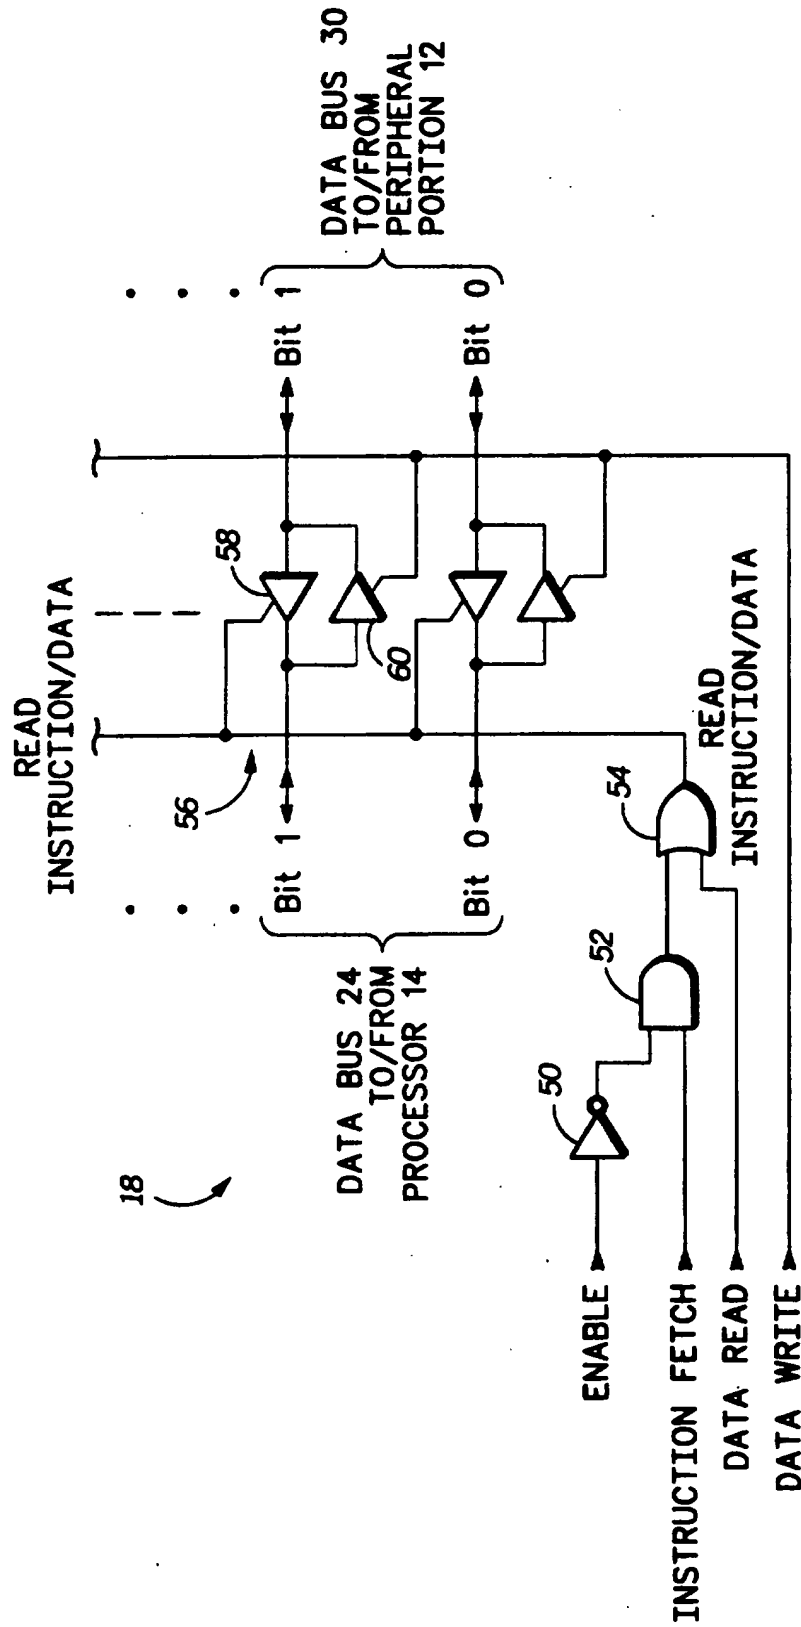 READ
INSTRUCTION/DATA
DATA BUS 24
TO/FROM
PROCESSOR 14
Bit 1
Bit 0
56
58
60
Bit 1
Bit 0
DATA BUS 30
TO/FROM
PERIPHERAL
PORTION 12
18
ENABLE
50
INSTRUCTION FETCH
52
DATA READ
54
READ
INSTRUCTION/DATA
DATA WRITE